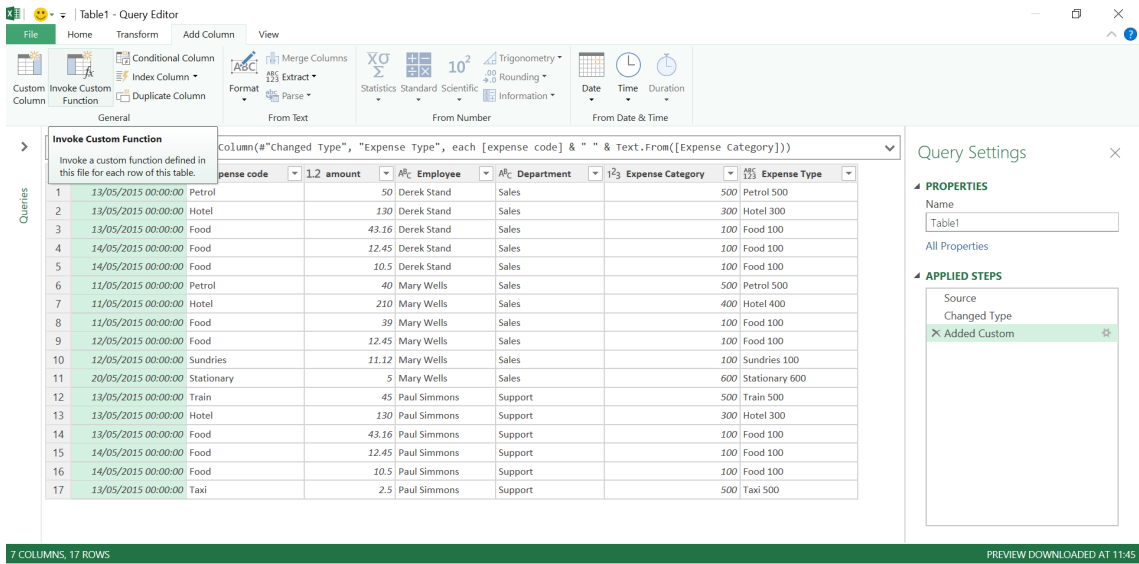 Table1 - Query Editor
File Home Transform Add Column View
Custom Column
Invoke Custom Function
Conditional Column
Index Column
Duplicate Column
General
ABC
Format
Merge Columns
ABC 123 Extract
abc Parse
From Text
Χσ Σ
Statistics
Standard
10²
Scientific
Trigonometry
.00 →.0 Rounding
Information
From Number
Date
Time
Duration
From Date & Time
Invoke Custom Function
Invoke a custom function defined in
this file for each row of this table.
Column(#"Changed Type", "Expense Type", each [expense code] & " " & Text.From([Expense Category]))
pense code 1.2 amount ABC Employee ABC Department 123 Expense Category ABC 123 Expense Type
1 13/05/2015 00:00:00 Petrol 50 Derek Stand Sales 500 Petrol 500
2 13/05/2015 00:00:00 Hotel 130 Derek Stand Sales 300 Hotel 300
3 13/05/2015 00:00:00 Food 43.16 Derek Stand Sales 100 Food 100
4 14/05/2015 00:00:00 Food 12.45 Derek Stand Sales 100 Food 100
5 14/05/2015 00:00:00 Food 10.5 Derek Stand Sales 100 Food 100
6 11/05/2015 00:00:00 Petrol 40 Mary Wells Sales 500 Petrol 500
7 11/05/2015 00:00:00 Hotel 210 Mary Wells Sales 400 Hotel 400
8 11/05/2015 00:00:00 Food 39 Mary Wells Sales 100 Food 100
9 12/05/2015 00:00:00 Food 12.45 Mary Wells Sales 100 Food 100
10 12/05/2015 00:00:00 Sundries 11.12 Mary Wells Sales 100 Sundries 100
11 20/05/2015 00:00:00 Stationary 5 Mary Wells Sales 600 Stationary 600
12 13/05/2015 00:00:00 Train 45 Paul Simmons Support 500 Train 500
13 13/05/2015 00:00:00 Hotel 130 Paul Simmons Support 300 Hotel 300
14 13/05/2015 00:00:00 Food 43.16 Paul Simmons Support 100 Food 100
15 14/05/2015 00:00:00 Food 12.45 Paul Simmons Support 100 Food 100
16 14/05/2015 00:00:00 Food 10.5 Paul Simmons Support 100 Food 100
17 13/05/2015 00:00:00 Taxi 2.5 Paul Simmons Support 500 Taxi 500
Queries
Query Settings
PROPERTIES
Name
Table1
All Properties
APPLIED STEPS
Source
Changed Type
Added Custom
7 COLUMNS, 17 ROWS
PREVIEW DOWNLOADED AT 11:45